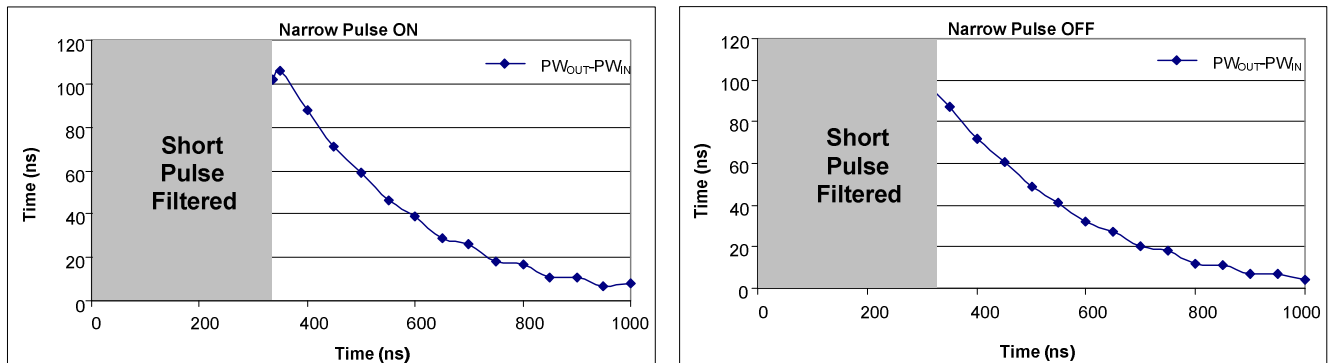 Narrow Pulse ON
120
100
80
60
40
20
0
Time (ns)
Short
Pulse
Filtered
PWOUT-PWIN
0 200 400 600 800 1000
Time (ns)
Narrow Pulse OFF
120
100
80
60
40
20
0
Time (ns)
Short
Pulse
Filtered
PWOUT-PWIN
0 200 400 600 800 1000
Time (ns)